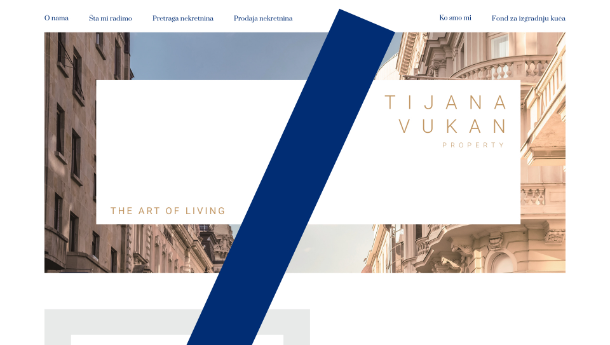 O nama
Šta mi radimo
Pretraga nekretnina
Prodaja nekretnina
Ko smo mi
Fond za izgradnju kuća
TIJANA
VUKAN
PROPERTY
THE ART OF LIVING